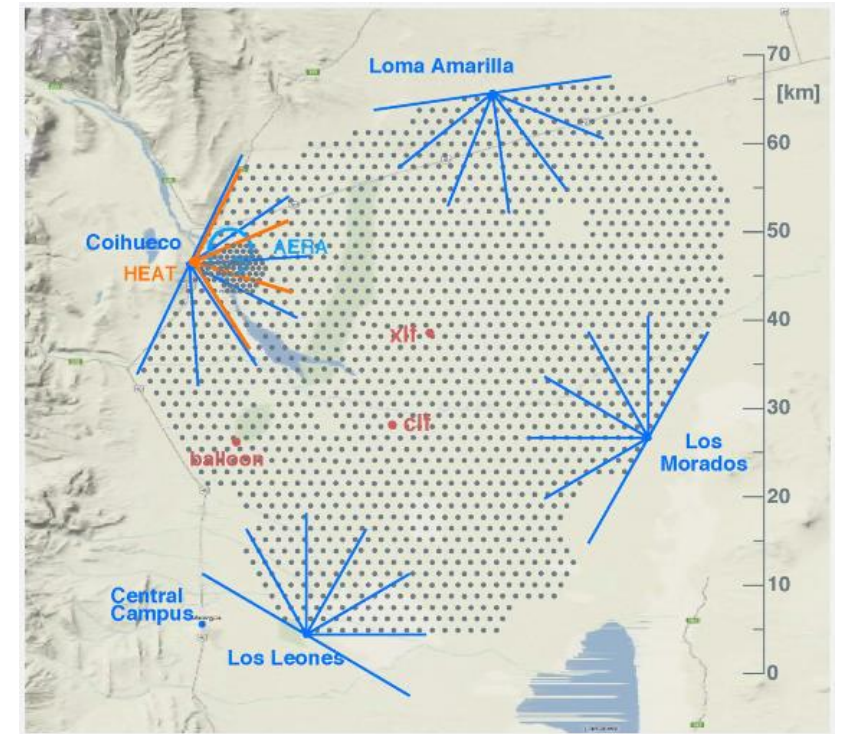 70
Loma Amarilla
[km]
60
50
Coihueco
AERA
HEAT
40
xlf
30
clf
Los
Morados
balloon
20
Central
Campus
10
Los Leones
0